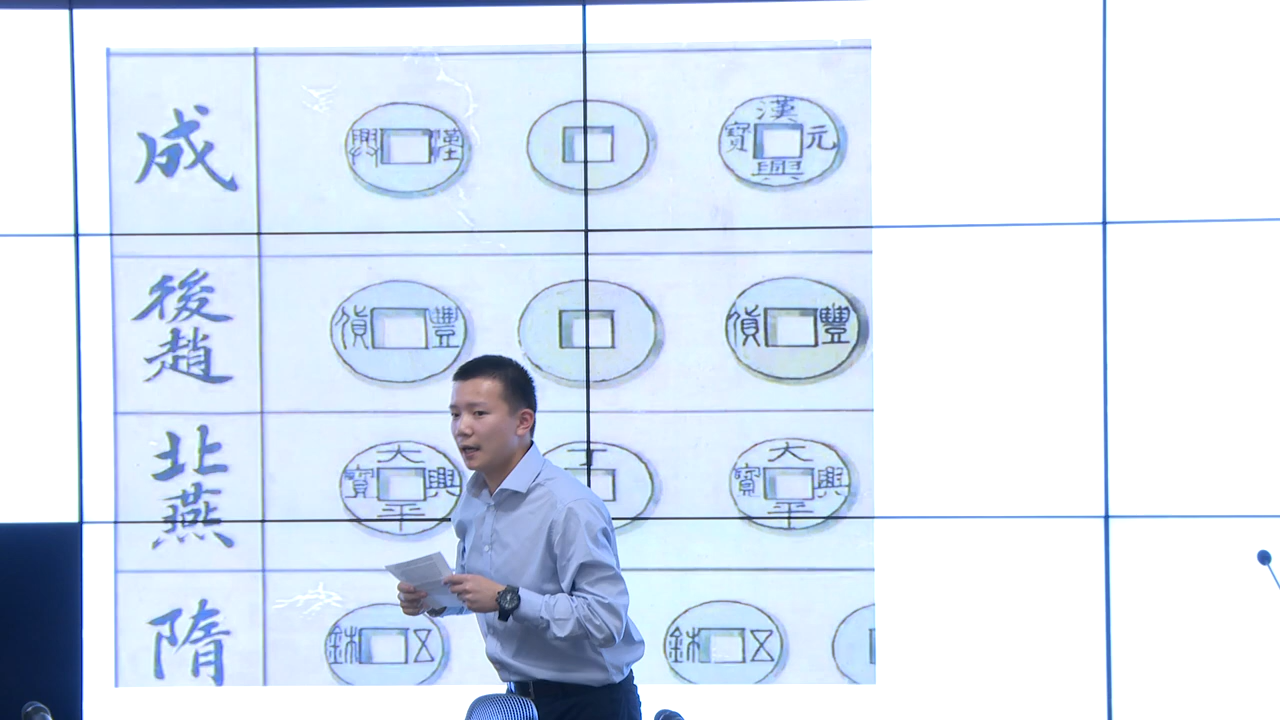 成
興 漢
漢 元 興 寶
後趙
貨 豐
貨 豐
北燕
大 興 平 寶
大 興 平 寶
隋
銖 五
銖 五